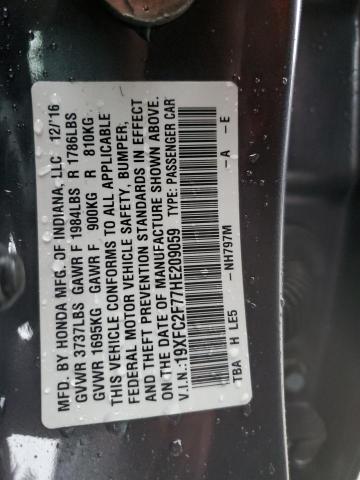 MFD. BY HONDA MFG. OF INDIANA, LLC 12/'16
GVWR 3737LBS GAWR F 1984LBS R 1786LBS
GVWR 1695KG GAWR F 900KG R 810KG
THIS VEHICLE CONFORMS TO ALL APPLICABLE
FEDERAL MOTOR VEHICLE SAFETY, BUMPER,
AND THEFT PREVENTION STANDARDS IN EFFECT
ON THE DATE OF MANUFACTURE SHOWN ABOVE.
V.I.N.:19XFC2F77HE209059 TYPE: PASSENGER CAR
NH797M - A - E
TBA H LE5